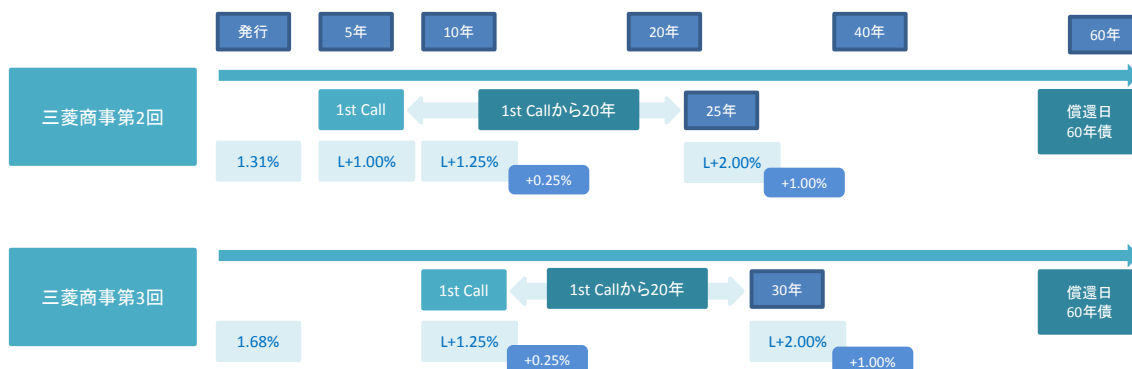 発行
5年
10年
20年
40年
60年
三菱商事第2回
1st Call
1st Callから20年
25年
償還日
60年債
1.31%
L+1.00%
L+1.25%
+0.25%
L+2.00%
+1.00%
三菱商事第3回
1st Call
1st Callから20年
30年
償還日
60年債
1.68%
L+1.25%
+0.25%
L+2.00%
+1.00%